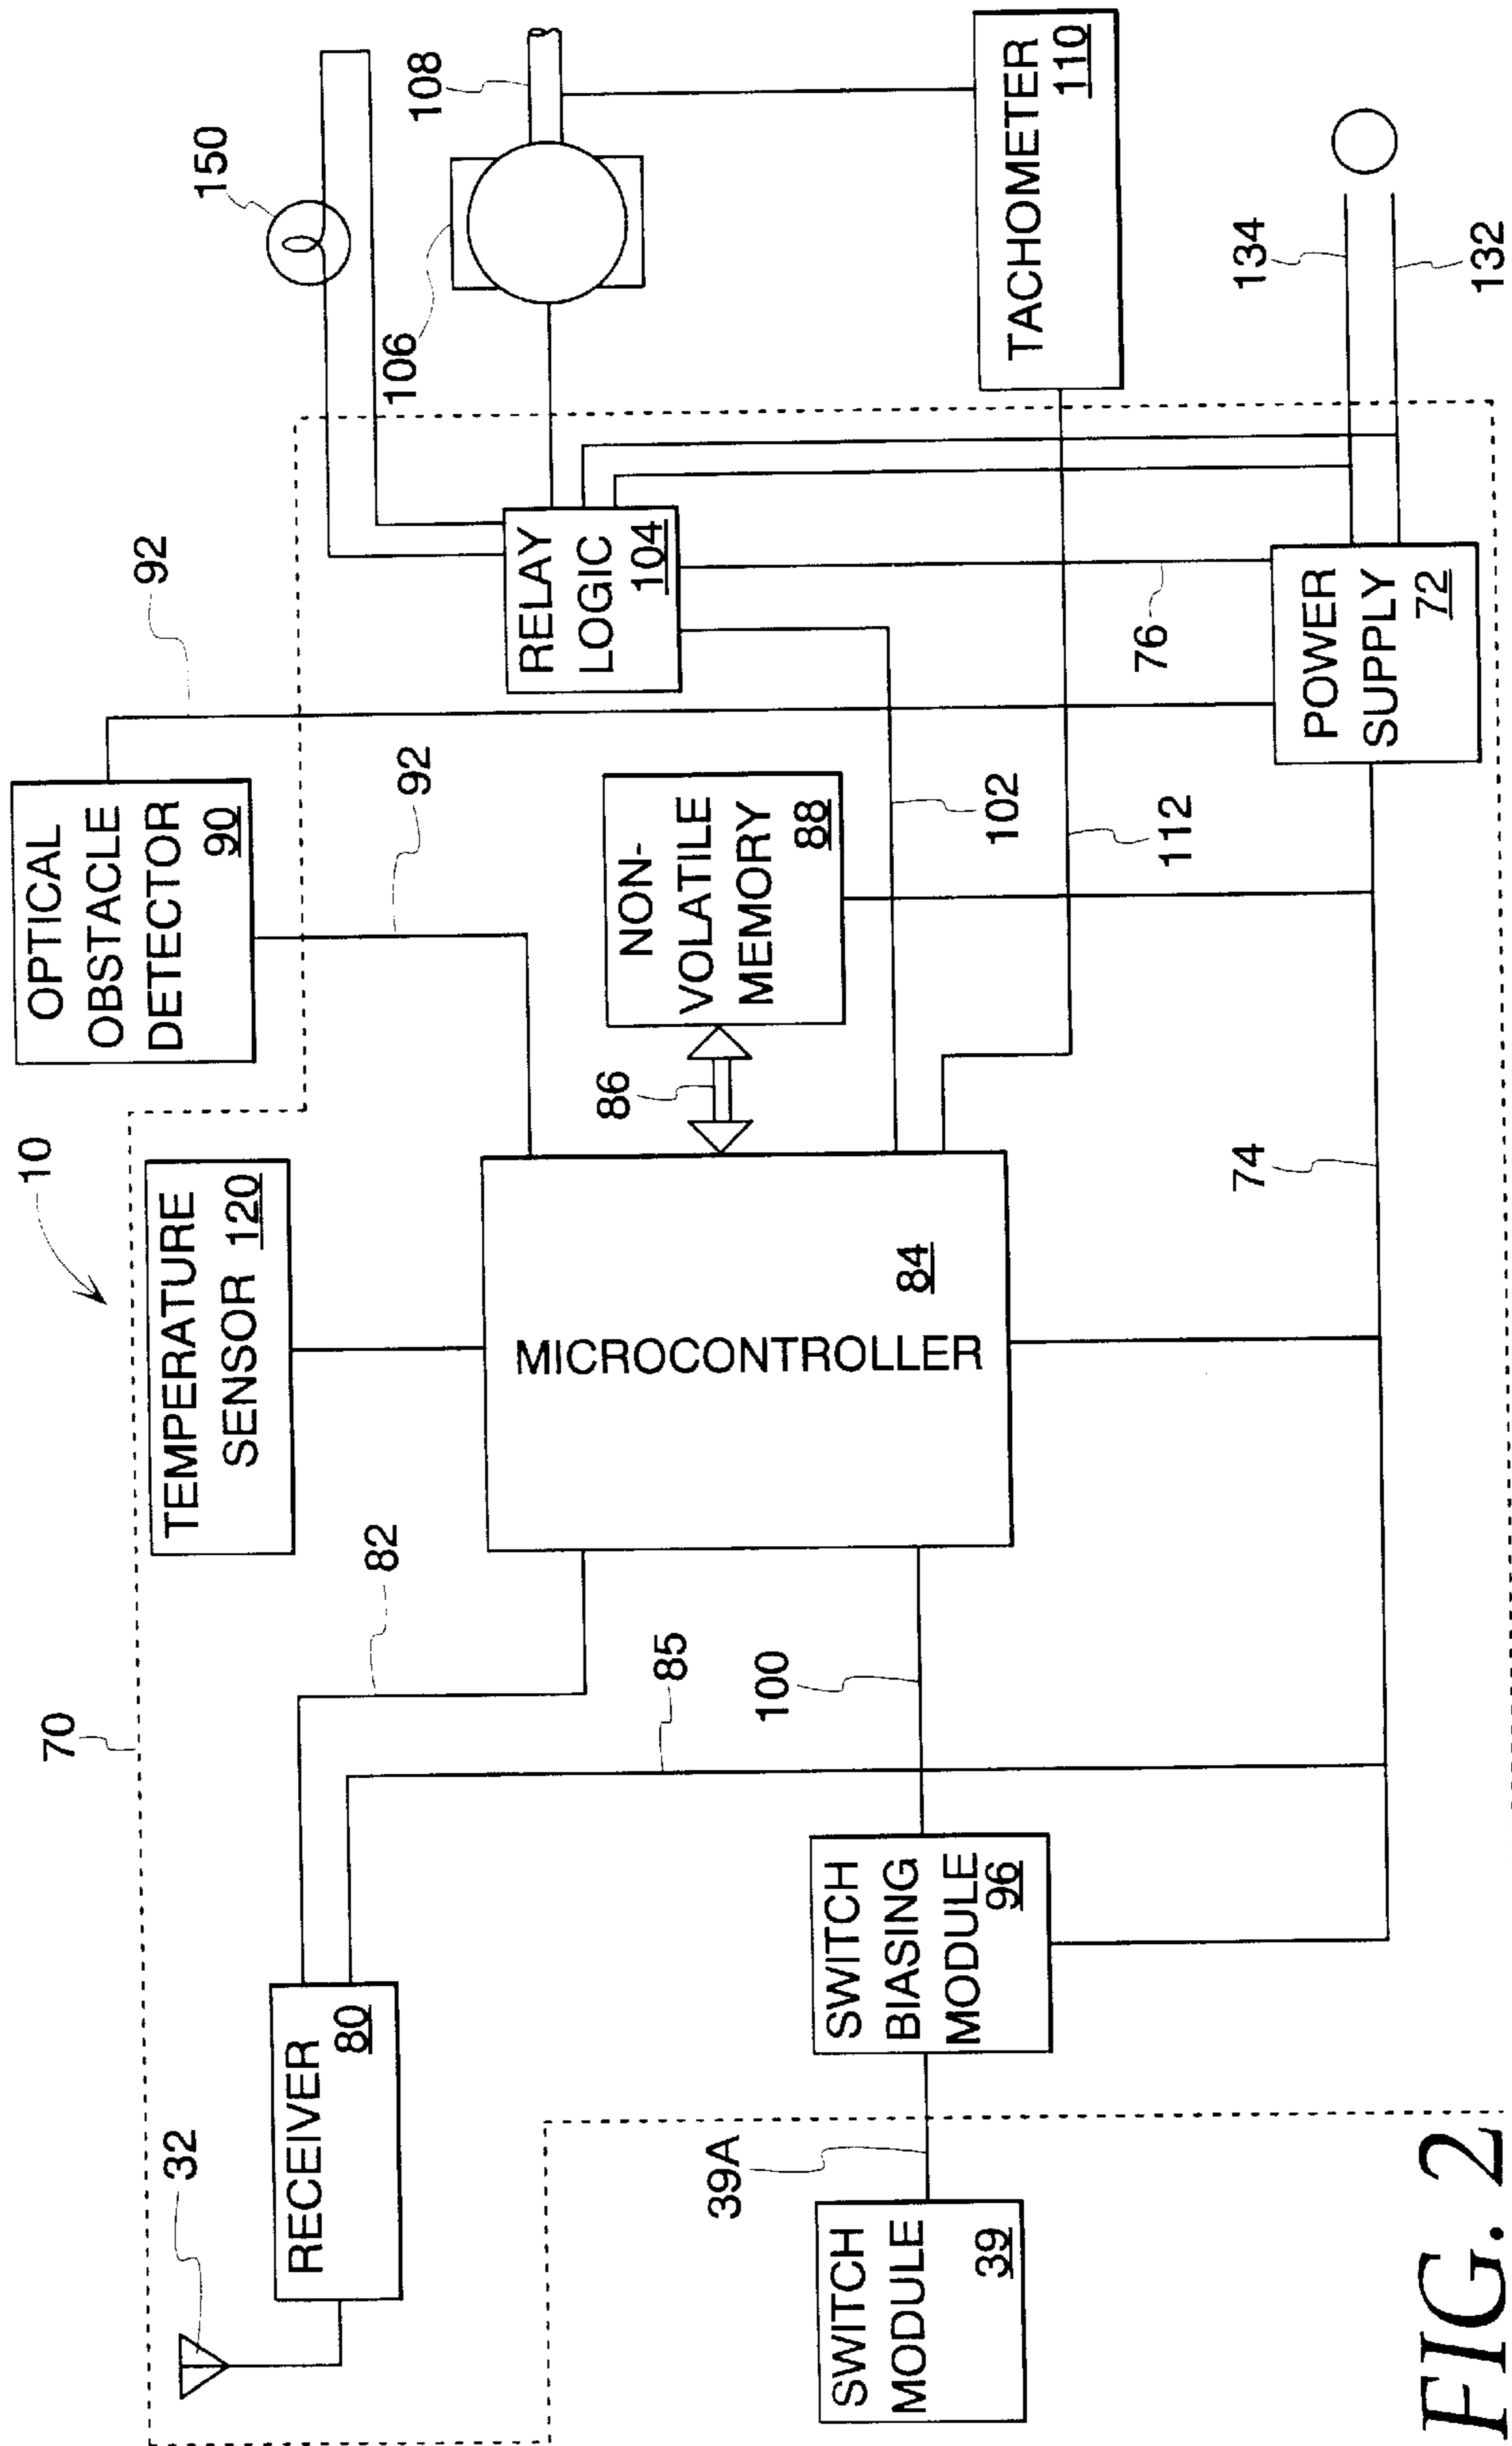 10
70
32
RECEIVER
80
82
85
TEMPERATURE
SENSOR 120
OPTICAL
OBSTACLE
DETECTOR
90
92
92
150
MICROCONTROLLER
84
86
NON-
VOLATILE
MEMORY
88
RELAY
LOGIC
104
106
108
SWITCH
MODULE
39
39A
SWITCH
BIASING
MODULE
96
100
102
112
TACHOMETER
110
74
76
POWER
SUPPLY
72
134
132
FIG. 2